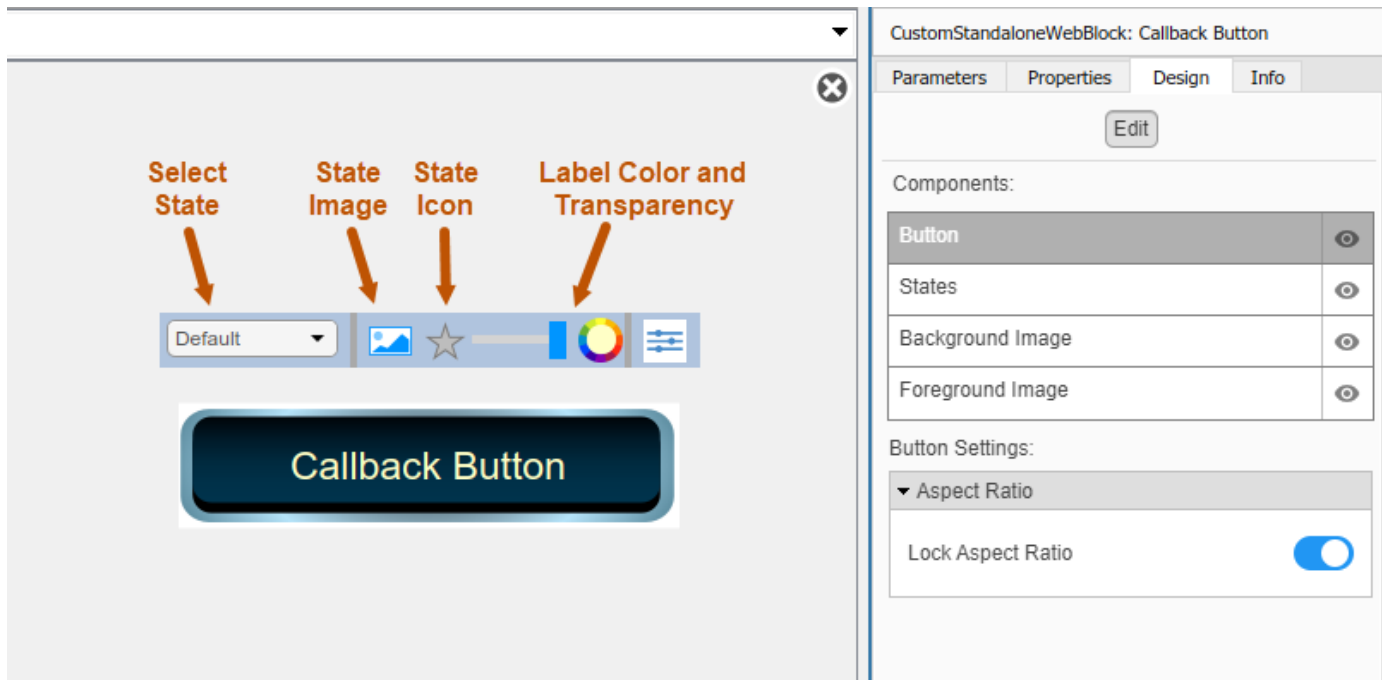 CustomStandaloneWebBlock: Callback Button
Parameters Properties Design Info
Edit
Select State
State Image
State Icon
Label Color and Transparency
Default
Callback Button
Components:
Button
States
Background Image
Foreground Image
Button Settings:
Aspect Ratio
Lock Aspect Ratio